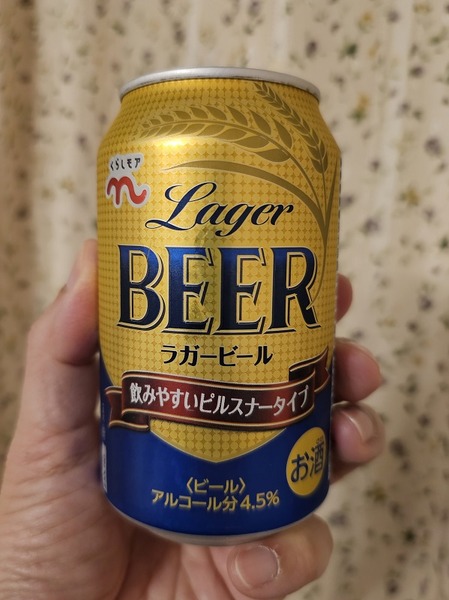 くらしモア
Lager
BEER
ラガービール
飲みやすいピルスナータイプ
お酒
〈ビール〉
アルコール分4.5%